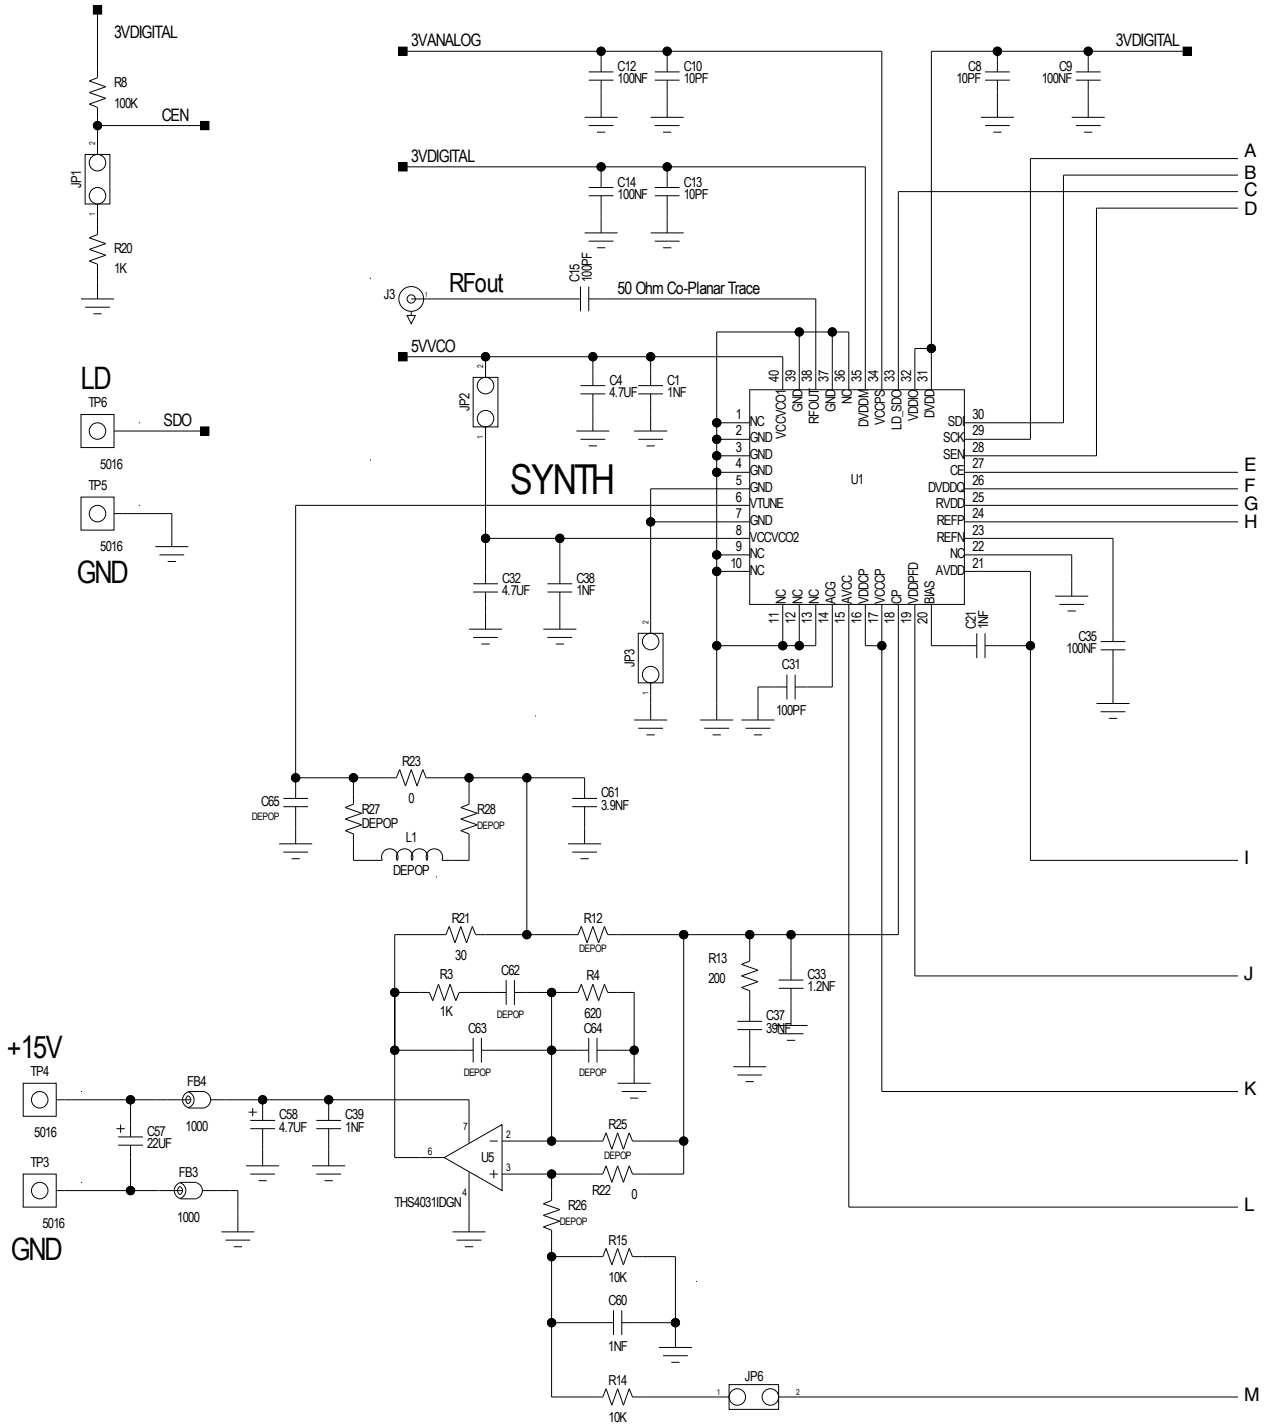 3VDIGITAL
R8
100K
CEN
2
JP1
1
R20
1K
3VANALOG
C12
100NF
C10
10PF
3VDIGITAL
C8
10PF
C9
100NF
3VDIGITAL
C14
100NF
C13
10PF
A
B
C
D
J3
1
RFout
C15
100PF
50 Ohm Co-Planar Trace
5VVCO
2
JP2
1
C4
4.7UF
C1
1NF
LD
TP6
SDO
5016
TP5
5016
GND
SYNTH
U1
40 VCCVCO1
39 GND
38 RFOUT
37 GND
36 NC
35 DVDDM
34 VCCPS
33 LD_SDO
32 VDDIO
31 DVDD
1 NC
2 GND
3 GND
4 GND
5 GND
6 VTUNE
7 GND
8 VCCVCO2
9 NC
10 NC
SDI 30
SCK 29
SEN 28
CE 27
DVDDQ 26
RVDD 25
REFP 24
REFN 23
NC 22
AVDD 21
11 NC
12 NC
13 NC
14 ACG
15 AVCC
16 VDDCP
17 VCCCP
18 CP
19 VDDPFD
20 BIAS
E
F
G
H
C32
4.7UF
C38
1NF
2
JP3
1
C31
100PF
C21
1NF
C35
100NF
R23
0
C65
DEPOP
R27
DEPOP
R28
DEPOP
L1
DEPOP
C61
3.9NF
I
R21
30
R12
DEPOP
R3
1K
C62
DEPOP
R4
620
C63
DEPOP
C64
DEPOP
R13
200
C33
1.2NF
C37
39NF
J
+15V
TP4
5016
FB4
1000
+
C57
22UF
+
C58
4.7UF
C39
1NF
TP3
5016
GND
FB3
1000
7
6
4
2
3
−
+
U5
THS4031IDGN
R25
DEPOP
R22
0
R26
DEPOP
K
L
R15
10K
C60
1NF
R14
10K
1
JP6
2
M